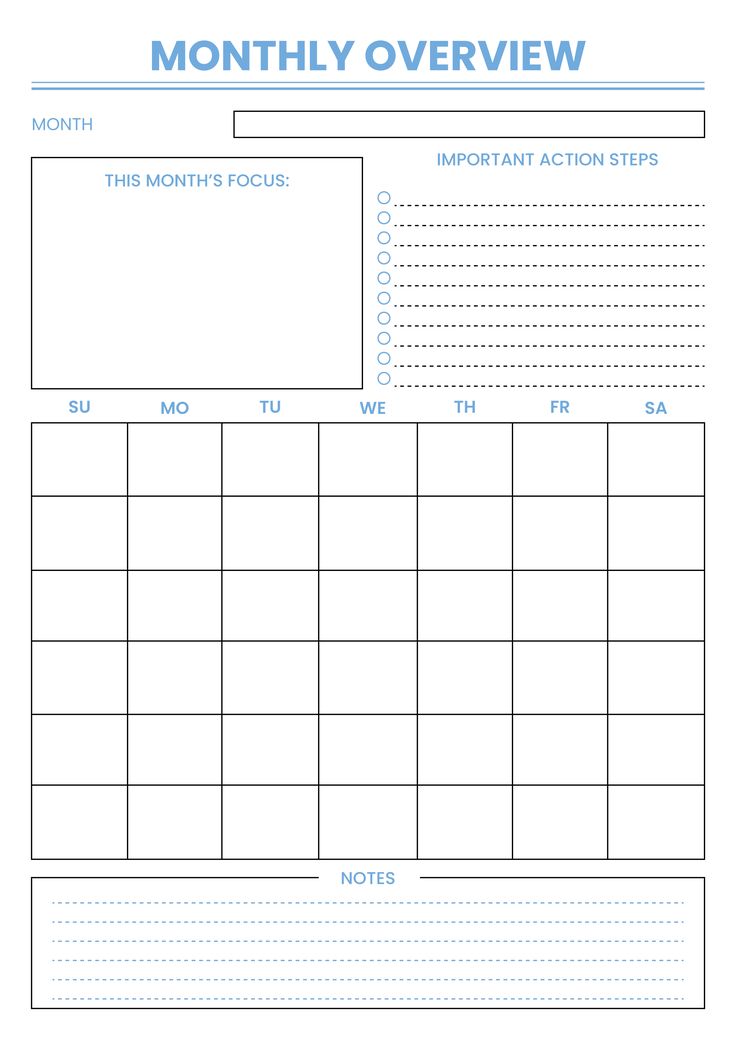 MONTHLY OVERVIEW
MONTH
IMPORTANT ACTION STEPS
THIS MONTH’S FOCUS:
SU MO TU WE TH FR SA
NOTES